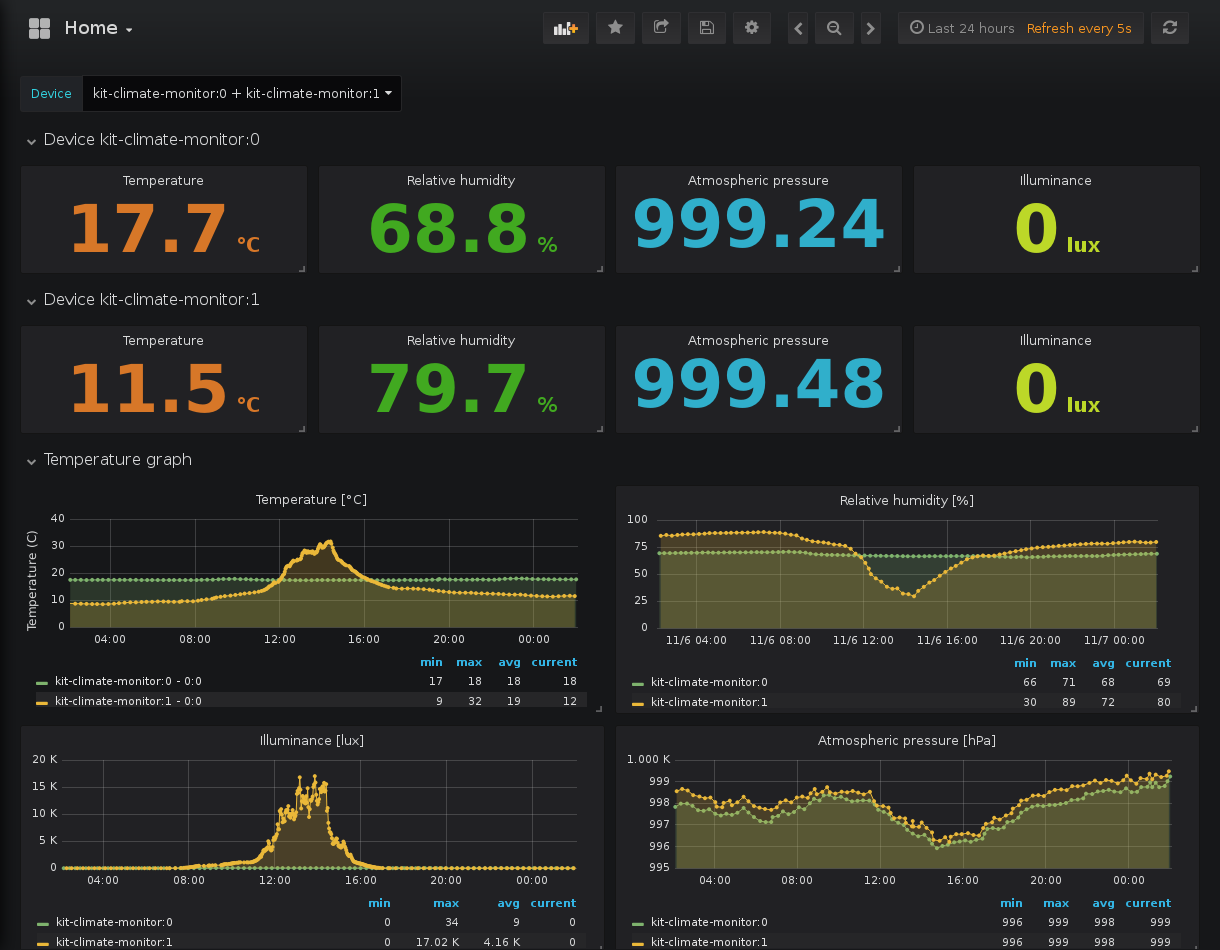 Home
Last 24 hours Refresh every 5s
Device kit-climate-monitor:0 + kit-climate-monitor:1
Device kit-climate-monitor:0
Temperature
17.7 °C
Relative humidity
68.8 %
Atmospheric pressure
999.24
Illuminance
0 lux
Device kit-climate-monitor:1
Temperature
11.5 °C
Relative humidity
79.7 %
Atmospheric pressure
999.48
Illuminance
0 lux
Temperature graph
Temperature [°C]
Temperature (C)
40
30
20
10
0
04:00 08:00 12:00 16:00 20:00 00:00
min max avg current
kit-climate-monitor:0 - 0:0 17 18 18 18
kit-climate-monitor:1 - 0:0 9 32 19 12
Relative humidity [%]
100
75
50
25
0
11/6 04:00 11/6 08:00 11/6 12:00 11/6 16:00 11/6 20:00 11/7 00:00
min max avg current
kit-climate-monitor:0 66 71 68 69
kit-climate-monitor:1 30 89 72 80
Illuminance [lux]
20 K
15 K
10 K
5 K
0
04:00 08:00 12:00 16:00 20:00 00:00
min max avg current
kit-climate-monitor:0 0 34 9 0
kit-climate-monitor:1 0 17.02 K 4.16 K 0
Atmospheric pressure [hPa]
1.000 K
999
998
997
996
995
04:00 08:00 12:00 16:00 20:00 00:00
min max avg current
kit-climate-monitor:0 996 999 998 999
kit-climate-monitor:1 996 999 998 999